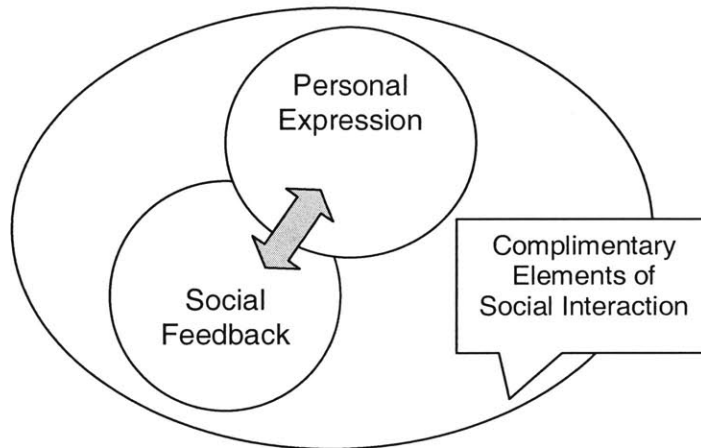 Personal
Expression
Social
Feedback
Complimentary
Elements of
Social Interaction